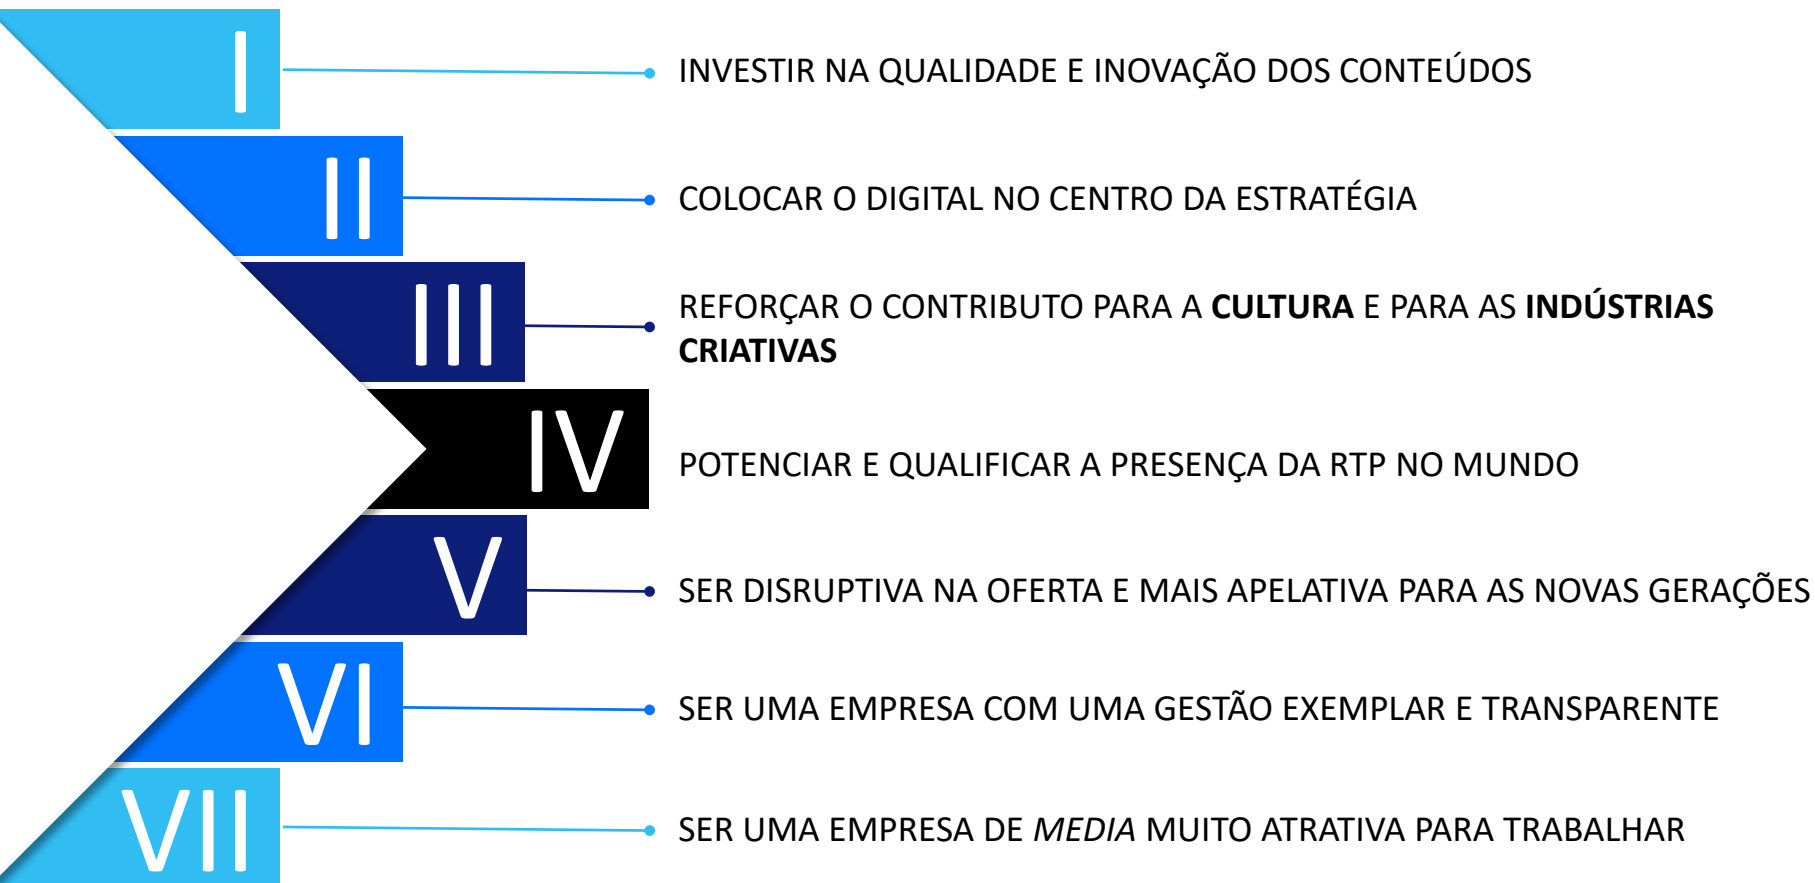 I
INVESTIR NA QUALIDADE E INOVAÇÃO DOS CONTEÚDOS
II
COLOCAR O DIGITAL NO CENTRO DA ESTRATÉGIA
III
REFORÇAR O CONTRIBUTO PARA A CULTURA E PARA AS INDÚSTRIAS
CRIATIVAS
IV
POTENCIAR E QUALIFICAR A PRESENÇA DA RTP NO MUNDO
V
SER DISRUPTIVA NA OFERTA E MAIS APELATIVA PARA AS NOVAS GERAÇÕES
VI
SER UMA EMPRESA COM UMA GESTÃO EXEMPLAR E TRANSPARENTE
VII
SER UMA EMPRESA DE MEDIA MUITO ATRATIVA PARA TRABALHAR